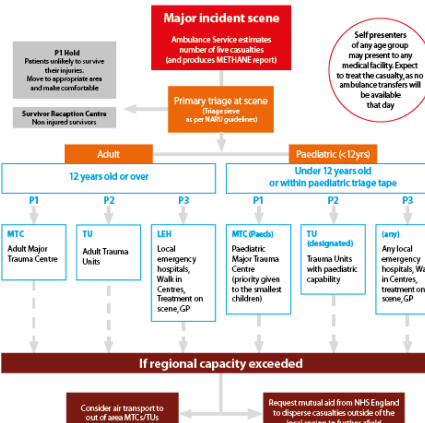 Major incident scene
Ambulance Service estimates
number of live casualties
(and produces METHANE report)
P1 Hold
Patients unlikely to survive
their injuries.
Move to appropriate area
and make comfortable
Survivor Reception Centre
Non injured survivors
Self presenters
of any age group
may present to any
medical facility. Expect
to treat the casualty, as no
ambulance transfers will
be available
that day
Primary triage at scene
(Triage sieve
as per NARU guidelines)
Adult
Paediatric (<12yrs)
12 years old or over
Under 12 years old
or within paediatric triage tape
P1
P2
P3
P1
P2
P3
MTC
Adult Major
Trauma Centre
TU
Adult Trauma
Units
LEH
Local
emergency
hospitals,
Walk in
Centres,
Treatment on
scene, GP
MTC (Paeds)
Paediatric
Major Trauma
Centre
(priority given
to the smallest
children)
TU
(designated)
Trauma Units
with paediatric
capability
(any)
Any local
emergency
hospitals, Wa
in Centres,
treatment on
scene, GP
If regional capacity exceeded
Consider air transport to
out of area MTCs/TUs
Request mutual aid from NHS England
to disperse casualties outside of the
local region to further afield